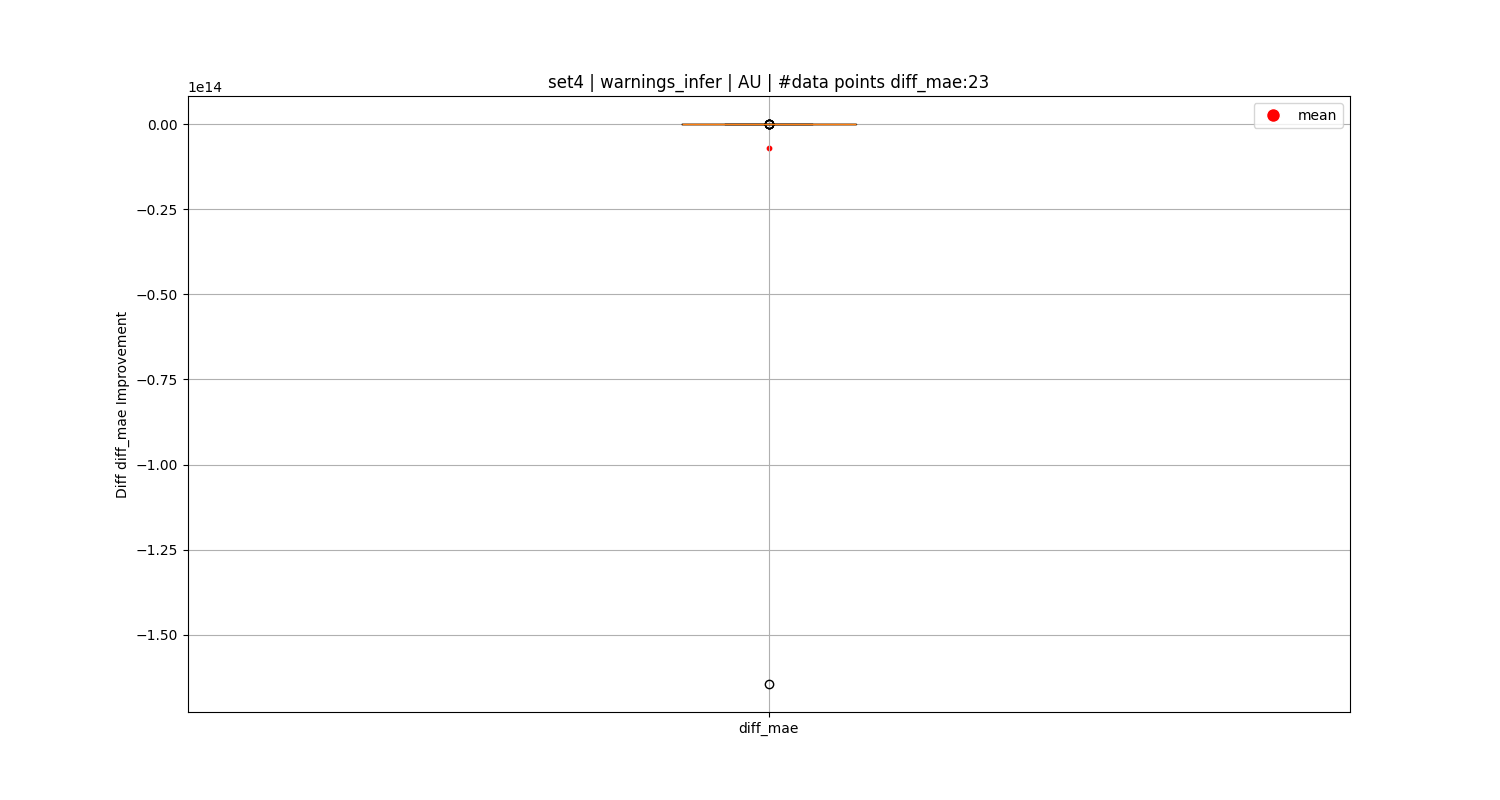 set4 | warnings_infer | AU | #data points diff_mae:23
1e14
mean
0.00
−0.25
−0.50
−0.75
−1.00
−1.25
−1.50
Diff diff_mae Improvement
diff_mae